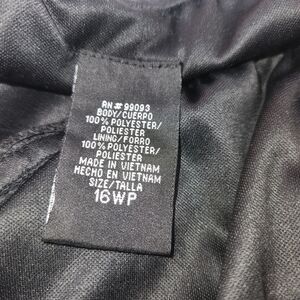 RN# 99093
BODY/CUERPO
100% POLYESTER/
POLIESTER
LINING/FORRO
100% POLYESTER/
POLIESTER
MADE IN VIETNAM
HECHO EN VIETNAM
SIZE/TALLA
16WP